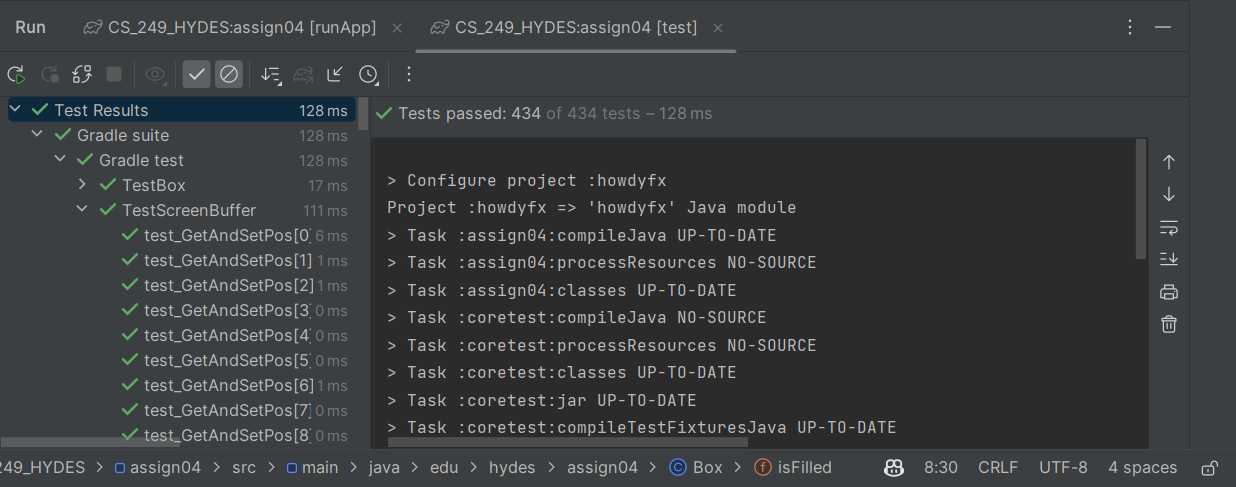 Run CS_249_HYDES:assign04 [runApp] CS_249_HYDES:assign04 [test]
Test Results 128 ms
Gradle suite 128 ms
Gradle test 128 ms
TestBox 17 ms
TestScreenBuffer 111 ms
test_GetAndSetPos[0] 6 ms
test_GetAndSetPos[1] 1 ms
test_GetAndSetPos[2] 1 ms
test_GetAndSetPos[3] 0 ms
test_GetAndSetPos[4] 0 ms
test_GetAndSetPos[5] 0 ms
test_GetAndSetPos[6] 1 ms
test_GetAndSetPos[7] 0 ms
test_GetAndSetPos[8] 0 ms
Tests passed: 434 of 434 tests – 128 ms
> Configure project :howdyfx
Project :howdyfx => 'howdyfx' Java module
> Task :assign04:compileJava UP-TO-DATE
> Task :assign04:processResources NO-SOURCE
> Task :assign04:classes UP-TO-DATE
> Task :coretest:compileJava NO-SOURCE
> Task :coretest:processResources NO-SOURCE
> Task :coretest:classes UP-TO-DATE
> Task :coretest:jar UP-TO-DATE
> Task :coretest:compileTestFixturesJava UP-TO-DATE
249_HYDES > assign04 > src > main > java > edu > hydes > assign04 > Box > isFilled 8:30 CRLF UTF-8 4 spaces